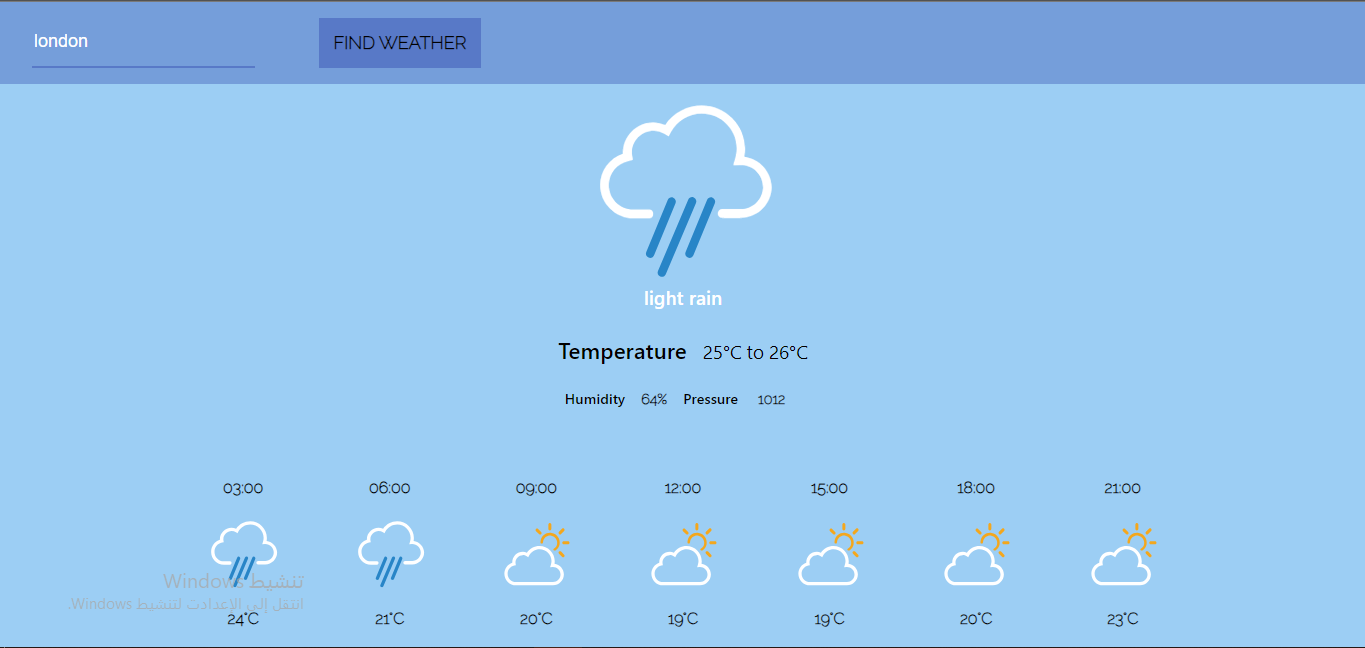 london
FIND WEATHER
light rain
Temperature 25°C to 26°C
Humidity 64% Pressure 1012
03:00 06:00 09:00 12:00 15:00 18:00 21:00
تنشيط Windows
انتقل إلى الإعدادت لتنشيط Windows.
24°C 21°C 20°C 19°C 19°C 20°C 23°C